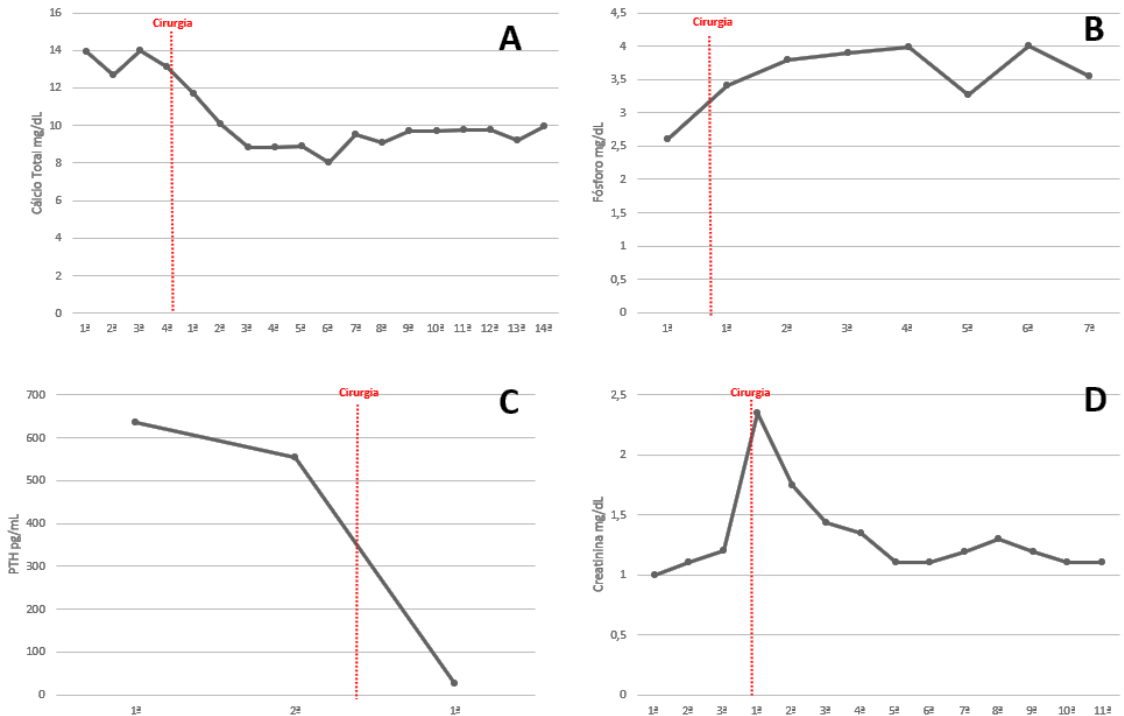 A
Cirurgia
Cálcio Total mg/dL
16
14
12
10
8
6
4
2
0
1ª 2ª 3ª 4ª 1ª 2ª 3ª 4ª 5ª 6ª 7ª 8ª 9ª 10ª 11ª 12ª 13ª 14ª
B
Cirurgia
Fósforo mg/dL
4,5
4
3,5
3
2,5
2
1,5
1
0,5
0
1ª 1ª 2ª 3ª 4ª 5ª 6ª 7ª
C
Cirurgia
PTH pg/mL
700
600
500
400
300
200
100
0
1ª 2ª 1ª
D
Cirurgia
Creatinina mg/dL
2,5
2
1,5
1
0,5
0
1ª 2ª 3ª 1ª 2ª 3ª 4ª 5ª 6ª 7ª 8ª 9ª 10ª 11ª